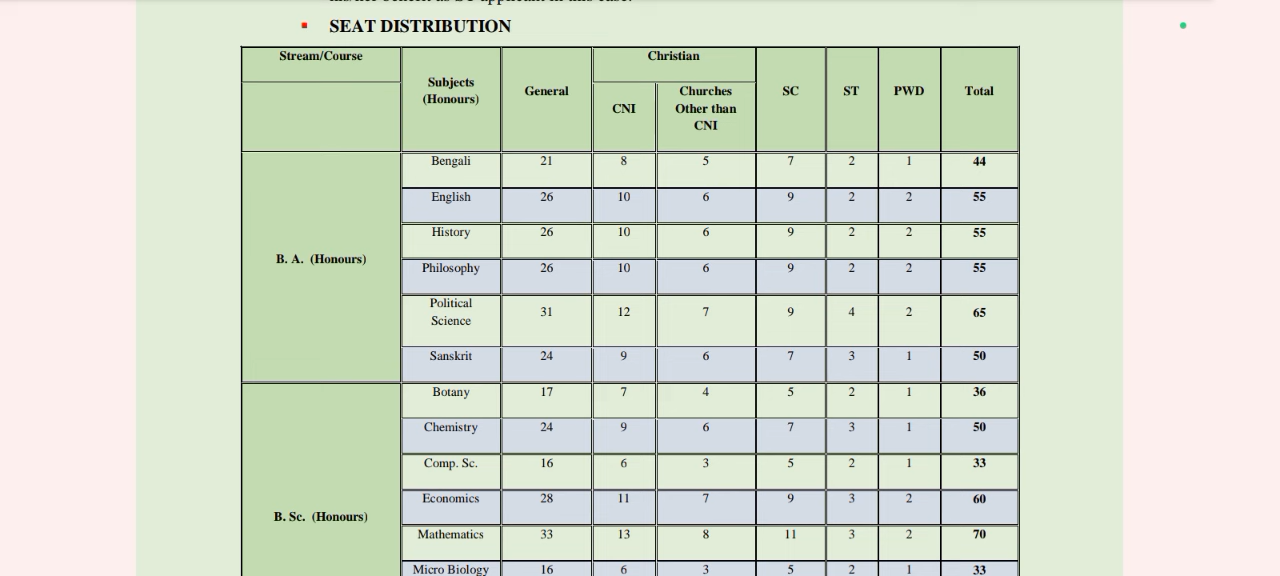 SEAT DISTRIBUTION
Stream/Course Subjects (Honours) General Christian SC ST PWD Total
CNI Churches Other than CNI
B. A. (Honours)
Bengali 21 8 5 7 2 1 44
English 26 10 6 9 2 2 55
History 26 10 6 9 2 2 55
Philosophy 26 10 6 9 2 2 55
Political Science 31 12 7 9 4 2 65
Sanskrit 24 9 6 7 3 1 50
B. Sc. (Honours)
Botany 17 7 4 5 2 1 36
Chemistry 24 9 6 7 3 1 50
Comp. Sc. 16 6 3 5 2 1 33
Economics 28 11 7 9 3 2 60
Mathematics 33 13 8 11 3 2 70
Micro Biology 16 6 3 5 2 1 33